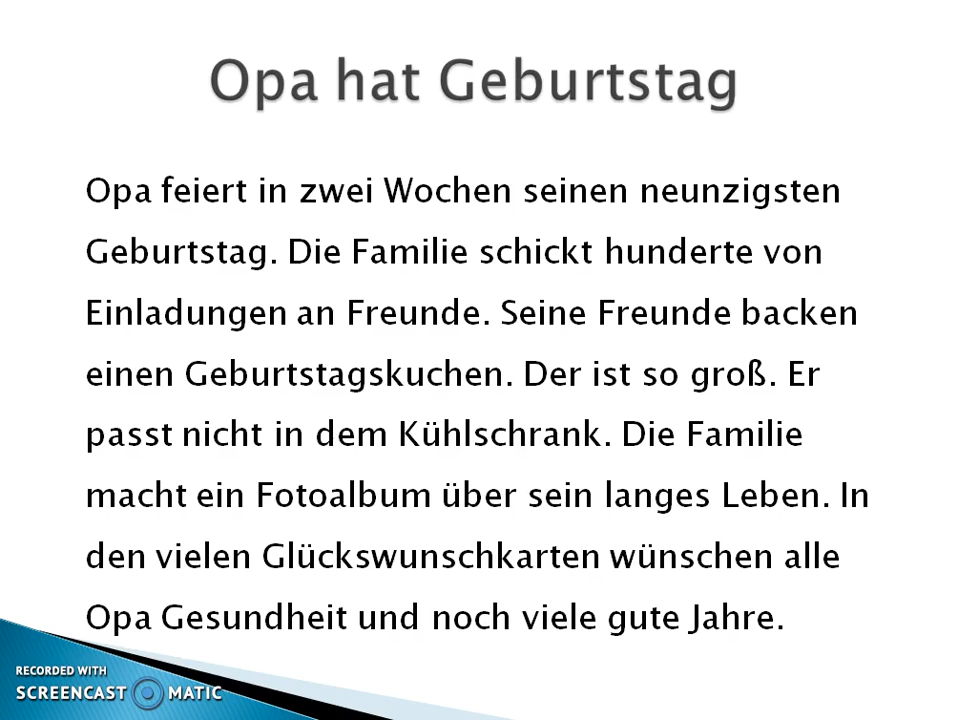 Opa hat Geburtstag
Opa feiert in zwei Wochen seinen neunzigsten
Geburtstag. Die Familie schickt hunderte von
Einladungen an Freunde. Seine Freunde backen
einen Geburtstagskuchen. Der ist so groß. Er
passt nicht in dem Kühlschrank. Die Familie
macht ein Fotoalbum über sein langes Leben. In
den vielen Glückswunschkarten wünschen alle
Opa Gesundheit und noch viele gute Jahre.
RECORDED WITH
SCREENCAST MATIC